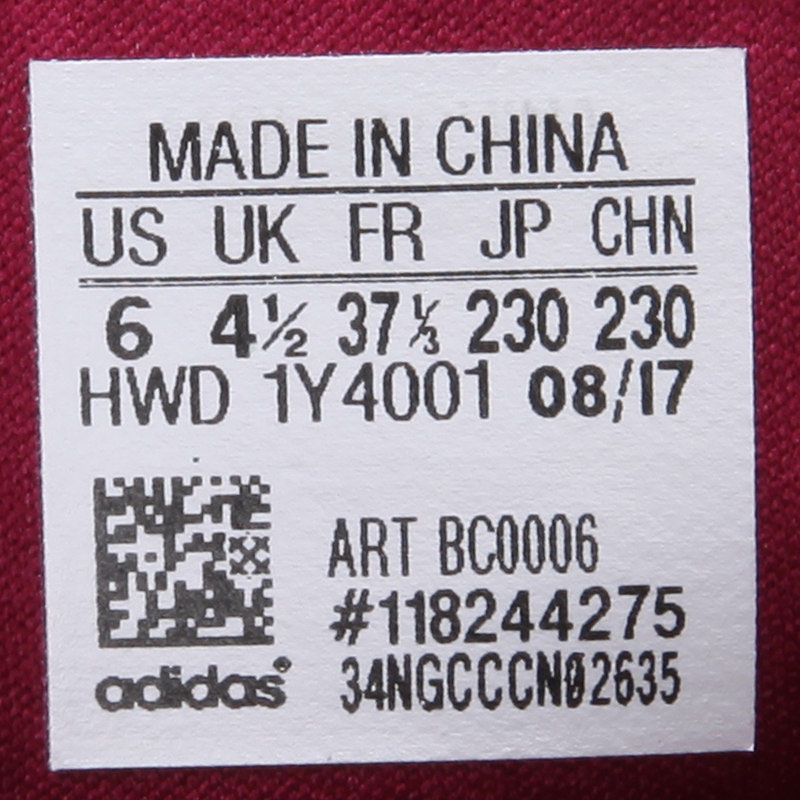 MADE IN CHINA
US UK FR JP CHN
6 4½ 37⅓ 230 230
HWD 1Y4001 08/17
ART BC0006
#118244275
adidas® 34NGCCCN02635